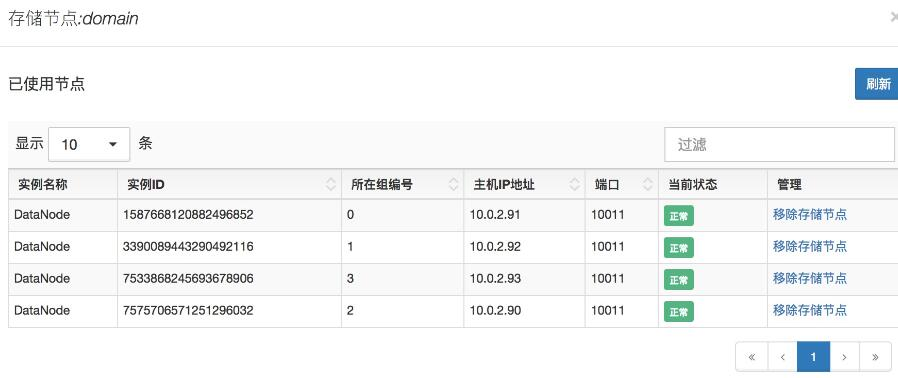 存储节点:domain
×
已使用节点
刷新
显示 10 条 过滤
实例名称 实例ID 所在组编号 主机IP地址 端口 当前状态 管理
DataNode 1587668120882496852 0 10.0.2.91 10011 正常 移除存储节点
DataNode 3390089443290492116 1 10.0.2.92 10011 正常 移除存储节点
DataNode 7533868245693678906 3 10.0.2.93 10011 正常 移除存储节点
DataNode 7575706571251296032 2 10.0.2.90 10011 正常 移除存储节点
« ‹ 1 › »